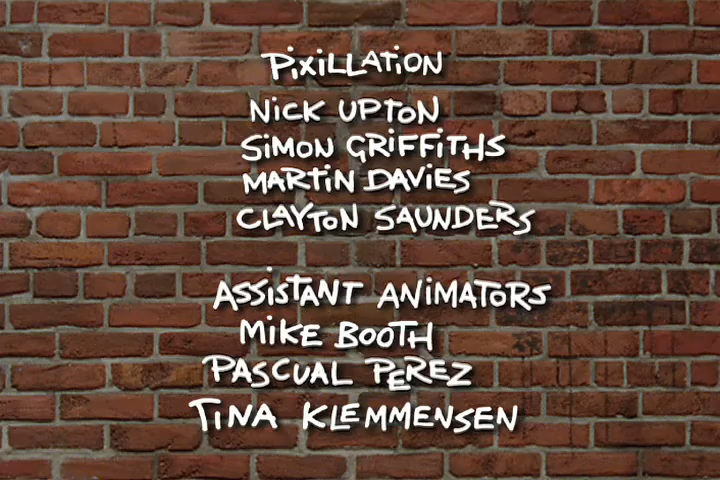 PiXiLLATiON
NiCK UPTON
SiMON GRiFFiTHS
MARTiN DAViES
CLAYTON SAUNDERS
ASSiSTANT ANiMATORS
MiKE BOOTH
PASCUAL PEREZ
TiNA KLEMMENSEN